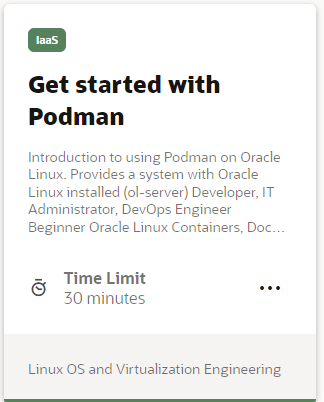 IaaS
Get started with
Podman
Introduction to using Podman on Oracle
Linux. Provides a system with Oracle
Linux installed (ol-server) Developer, IT
Administrator, DevOps Engineer
Beginner Oracle Linux Containers, Doc...
Time Limit
30 minutes
Linux OS and Virtualization Engineering